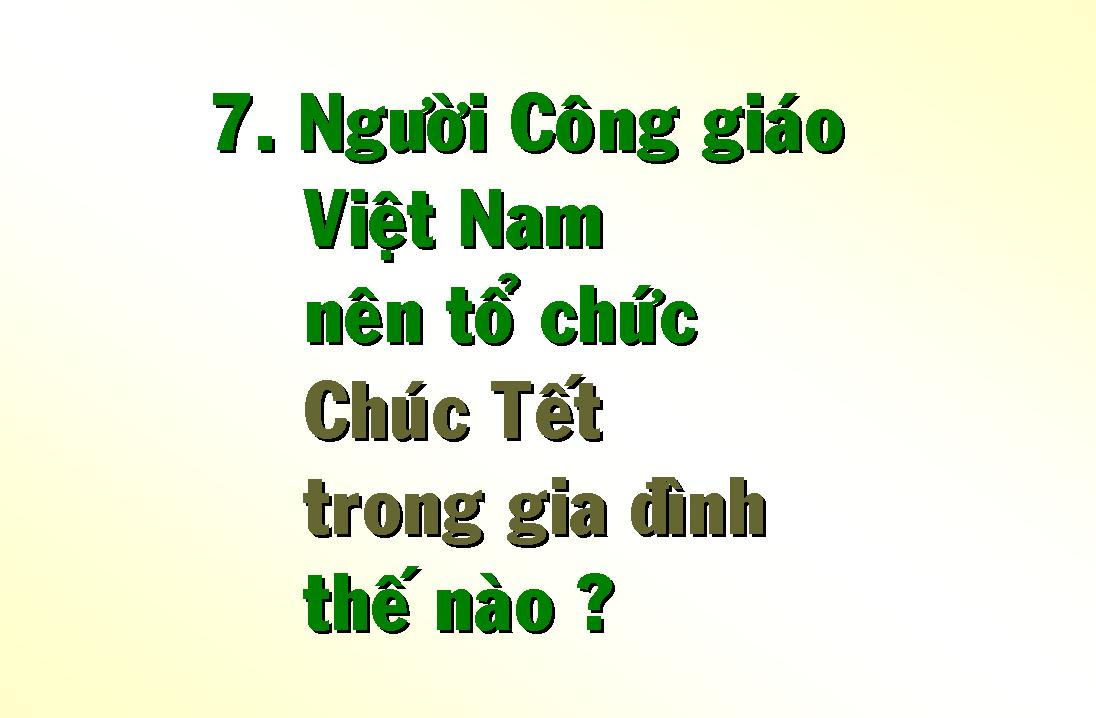 7. Người Công giáo
Việt Nam
nên tổ chức
Chúc Tết
trong gia đình
thế nào ?